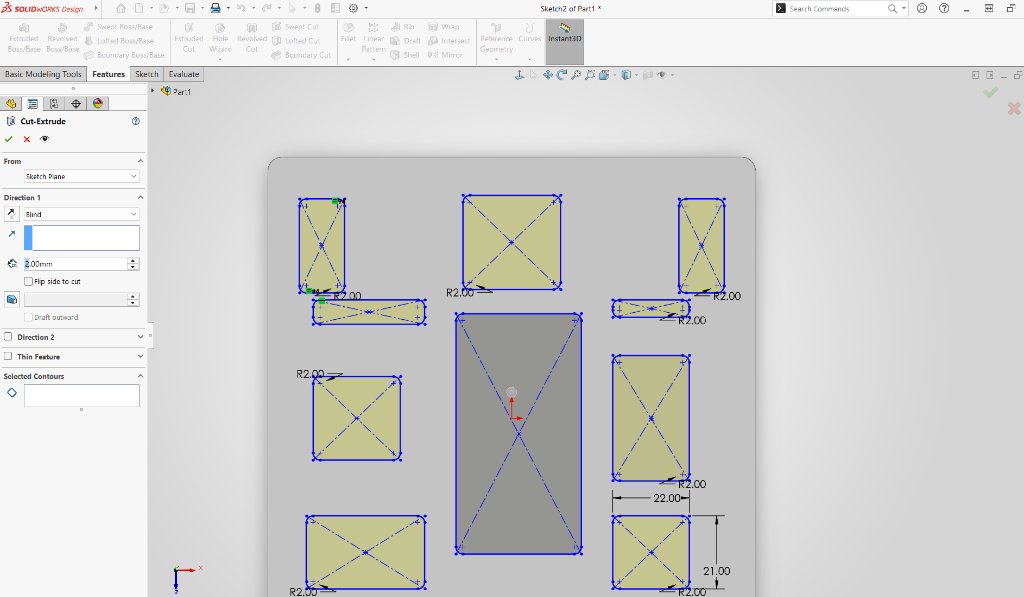 SOLIDWORKS Design
Sketch2 of Part1 *
Search Commands
Extruded Boss/Base
Revolved Boss/Base
Swept Boss/Base
Lofted Boss/Base
Boundary Boss/Base
Extruded Cut
Hole Wizard
Revolved Cut
Swept Cut
Lofted Cut
Boundary Cut
Fillet
Linear Pattern
Rib
Draft
Shell
Wrap
Intersect
Mirror
Reference Geometry
Curves
Instant3D
Basic Modeling Tools
Features
Sketch
Evaluate
Part1
Cut-Extrude
From
Sketch Plane
Direction 1
Blind
2.00mm
Flip side to cut
Draft outward
Direction 2
Thin Feature
Selected Contours
R2.00
R2.00
R2.00
R2.00
R2.00
R2.00
22.00
21.00
R2.00
R2.00
X
Z